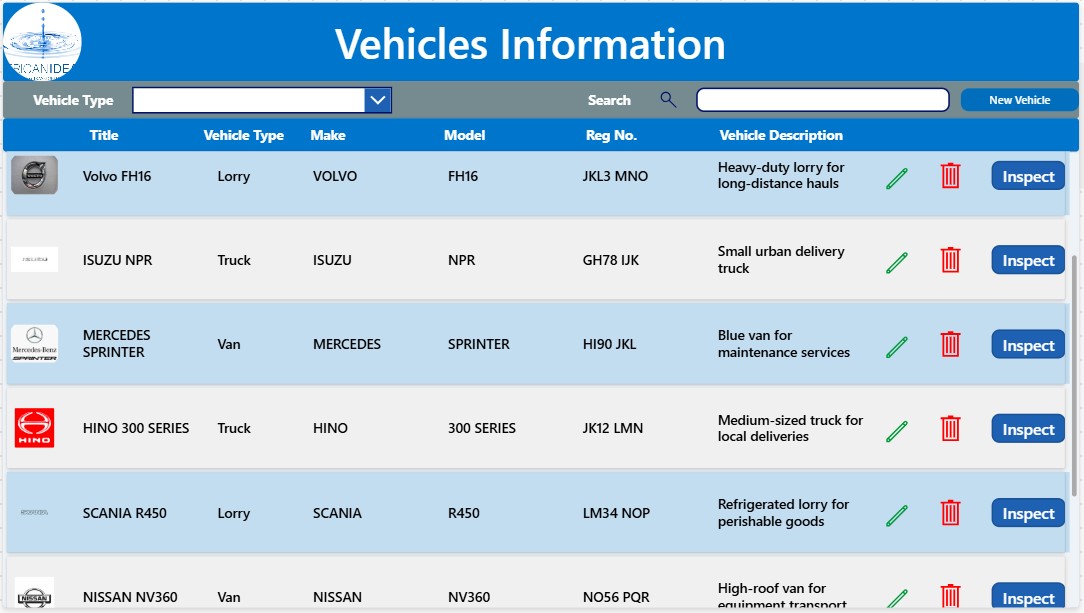 Vehicles Information
RICANIDEA
Vehicle Type
Search
New Vehicle
Title Vehicle Type Make Model Reg No. Vehicle Description
Volvo FH16 Lorry VOLVO FH16 JKL3 MNO Heavy-duty lorry for
long-distance hauls
Inspect
ISUZU NPR Truck ISUZU NPR GH78 IJK Small urban delivery
truck
Inspect
Mercedes-Benz
SPRINTER
MERCEDES
SPRINTER
Van MERCEDES SPRINTER HI90 JKL Blue van for
maintenance services
Inspect
HINO
HINO 300 SERIES Truck HINO 300 SERIES JK12 LMN Medium-sized truck for
local deliveries
Inspect
SCANIA
SCANIA R450 Lorry SCANIA R450 LM34 NOP Refrigerated lorry for
perishable goods
Inspect
NISSAN
NISSAN NV360 Van NISSAN NV360 NO56 PQR High-roof van for
equipment transport
Inspect